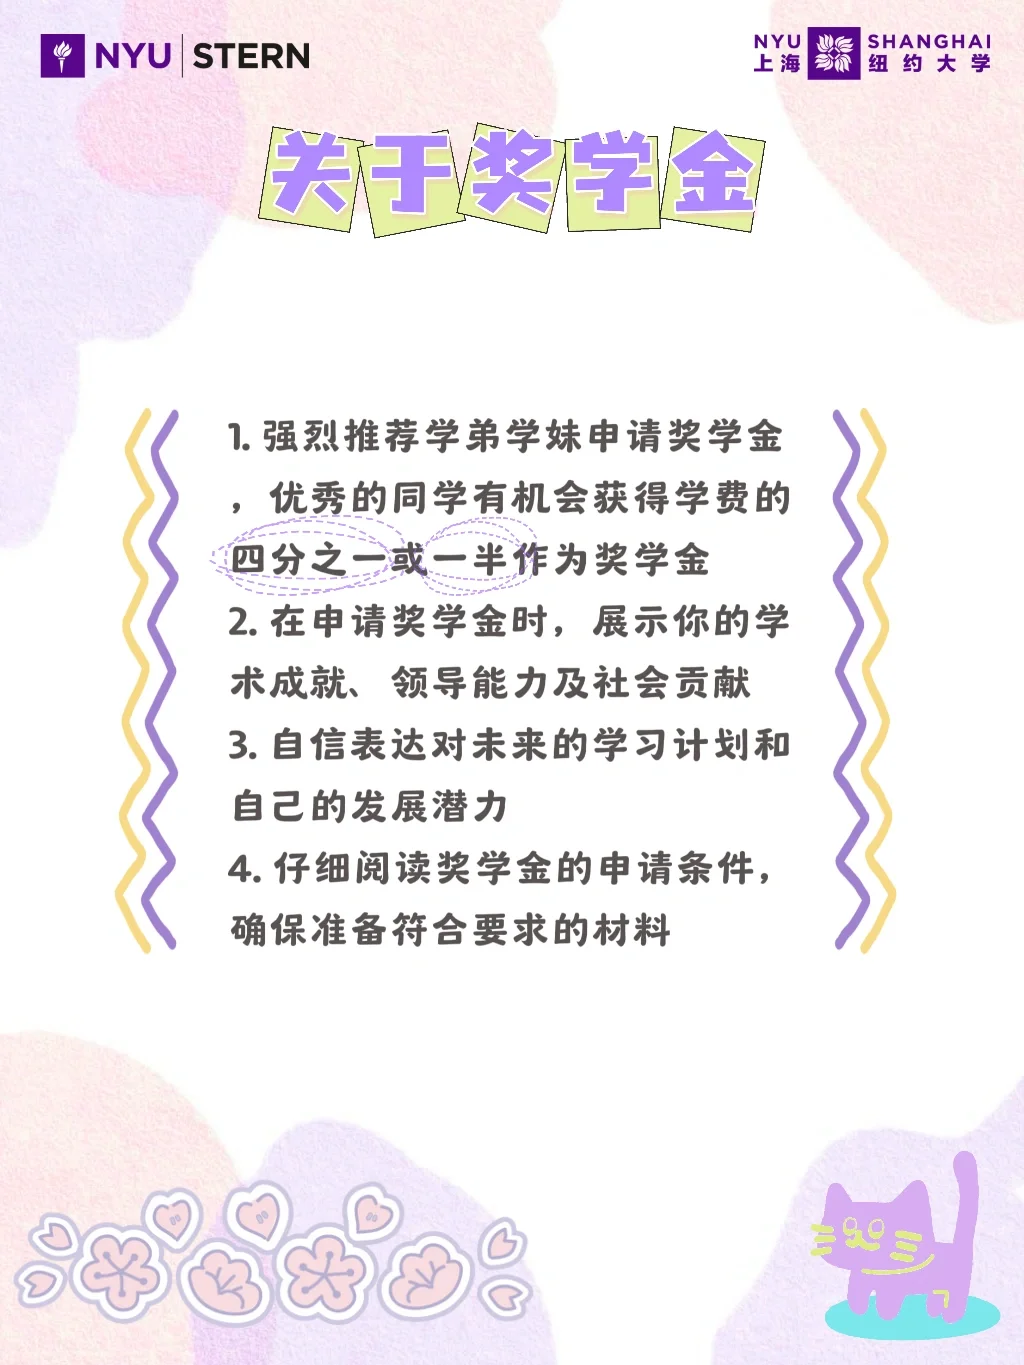 NYU | STERN
NYU SHANGHAI
上海 纽约大学
关于奖学金
1. 强烈推荐学弟学妹申请奖学金
，优秀的同学有机会获得学费的
四分之一或一半作为奖学金
2. 在申请奖学金时，展示你的学
术成就、领导能力及社会贡献
3. 自信表达对未来的学习计划和
自己的发展潜力
4. 仔细阅读奖学金的申请条件，
确保准备符合要求的材料